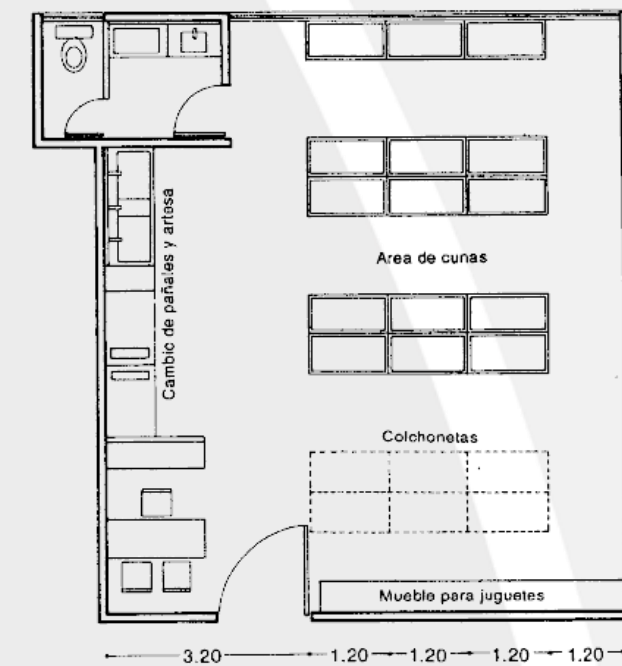 Cambio de pañales y artesa
Area de cunas
Colchonetas
Mueble para juguetes
3.20 1.20 1.20 1.20 1.20